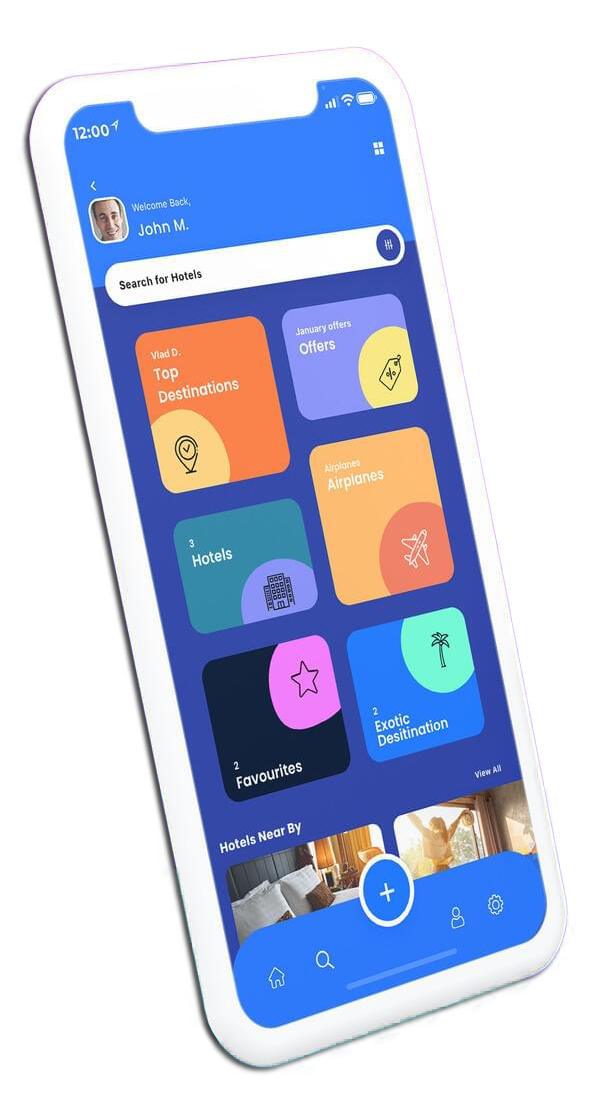 12:00
Welcome Back,
John M.
Search for Hotels
Vlad D.
Top
Destinations
January offers
Offers
Airplanes
Airplanes
3
Hotels
2
Favourites
2
Exotic
Desitination
View All
Hotels Near By